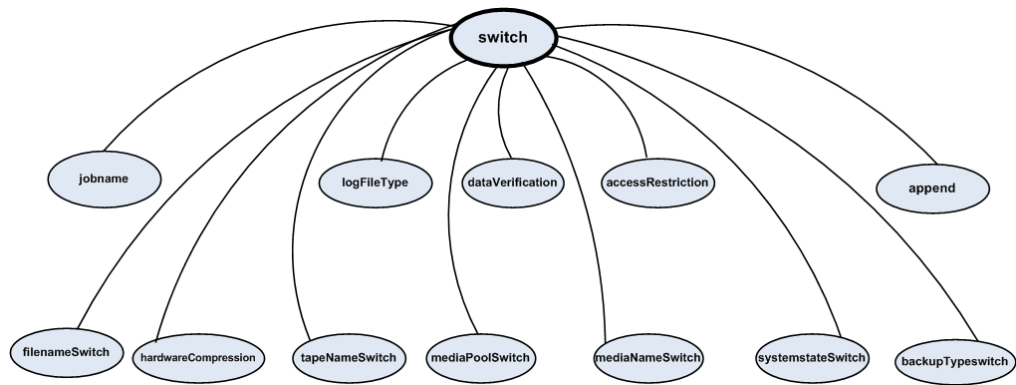 switch
jobname
logFileType
dataVerification
accessRestriction
append
filenameSwitch
hardwareCompression
tapeNameSwitch
mediaPoolSwitch
mediaNameSwitch
systemstateSwitch
backupTypeswitch